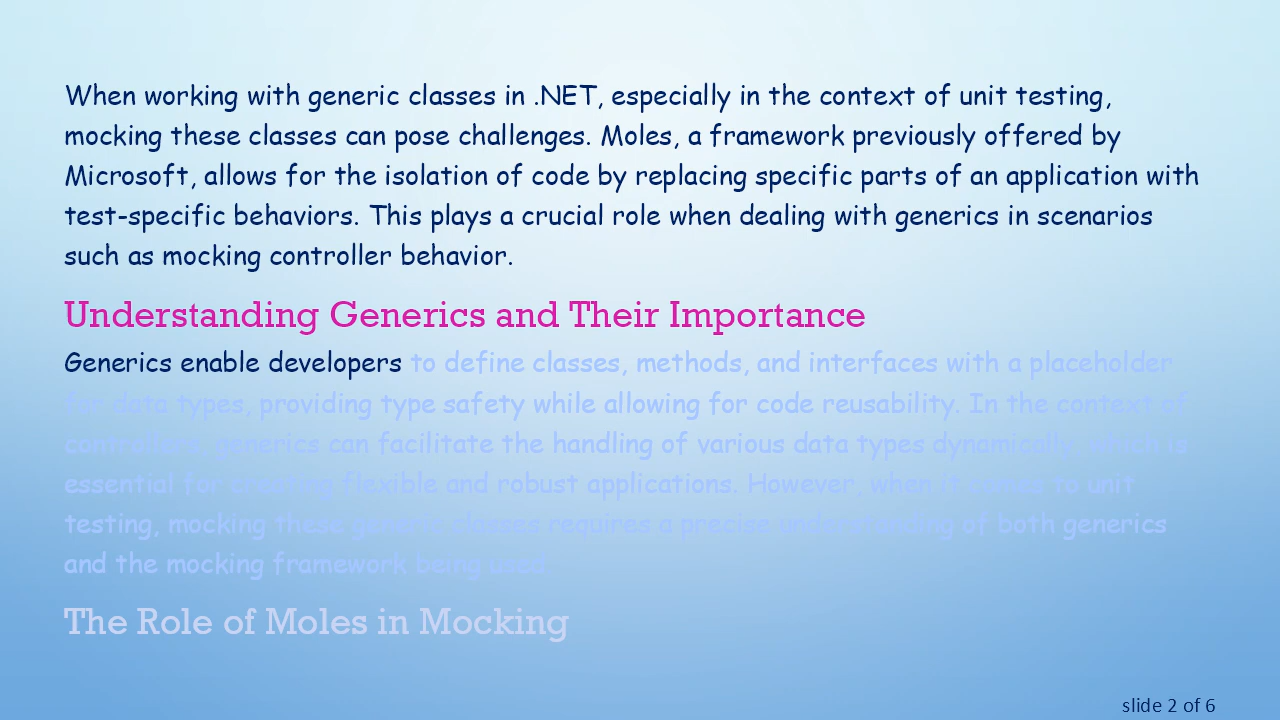 When working with generic classes in .NET, especially in the context of unit testing,
mocking these classes can pose challenges. Moles, a framework previously offered by
Microsoft, allows for the isolation of code by replacing specific parts of an application with
test-specific behaviors. This plays a crucial role when dealing with generics in scenarios
such as mocking controller behavior.
Understanding Generics and Their Importance
Generics enable developers to define classes, methods, and interfaces with a placeholder
for data types, providing type safety while allowing for code reusability. In the context of
controllers, generics can facilitate the handling of various data types dynamically, which is
essential for creating flexible and robust applications. However, when it comes to unit
testing, mocking these generic classes requires a precise understanding of both generics
and the mocking framework being used.
The Role of Moles in Mocking
slide 2 of 6